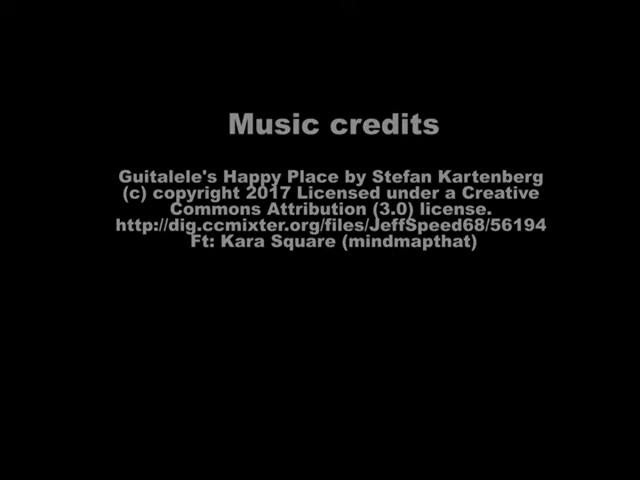 Music credits
Guitalele's Happy Place by Stefan Kartenberg
(c) copyright 2017 Licensed under a Creative
Commons Attribution (3.0) license.
http://dig.ccmixter.org/files/JeffSpeed68/56194
Ft: Kara Square (mindmapthat)